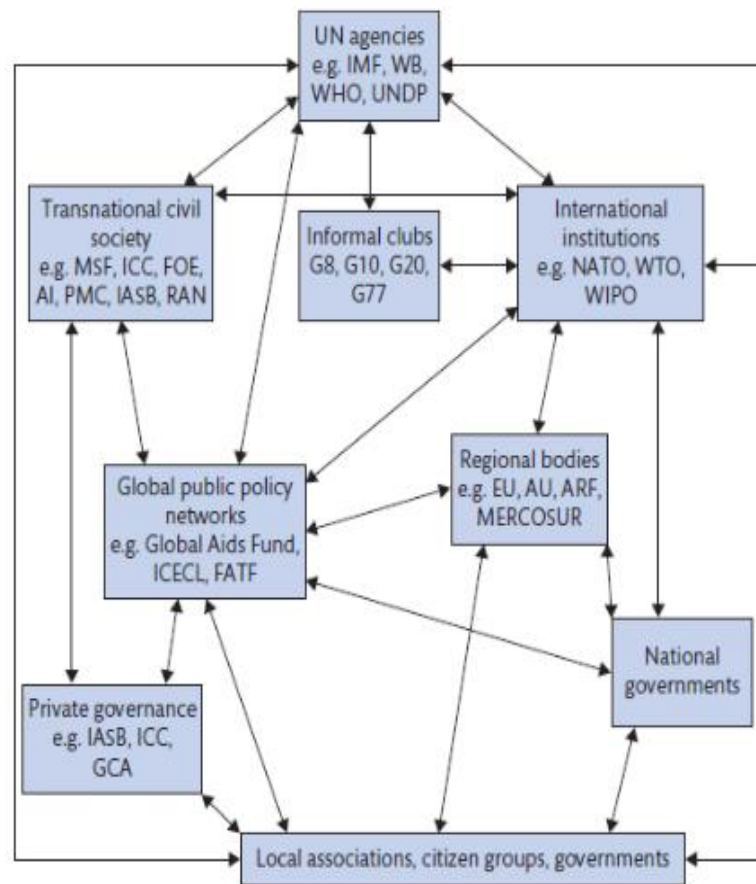 UN agencies
e.g. IMF, WB,
WHO, UNDP
Transnational civil
society
e.g. MSF, ICC, FOE,
AI, PMC, IASB, RAN
Informal clubs
G8, G10, G20,
G77
International
institutions
e.g. NATO, WTO,
WIPO
Global public policy
networks
e.g. Global Aids Fund,
ICECL, FATF
Regional bodies
e.g. EU, AU, ARF,
MERCOSUR
National
governments
Private governance
e.g. IASB, ICC,
GCA
Local associations, citizen groups, governments